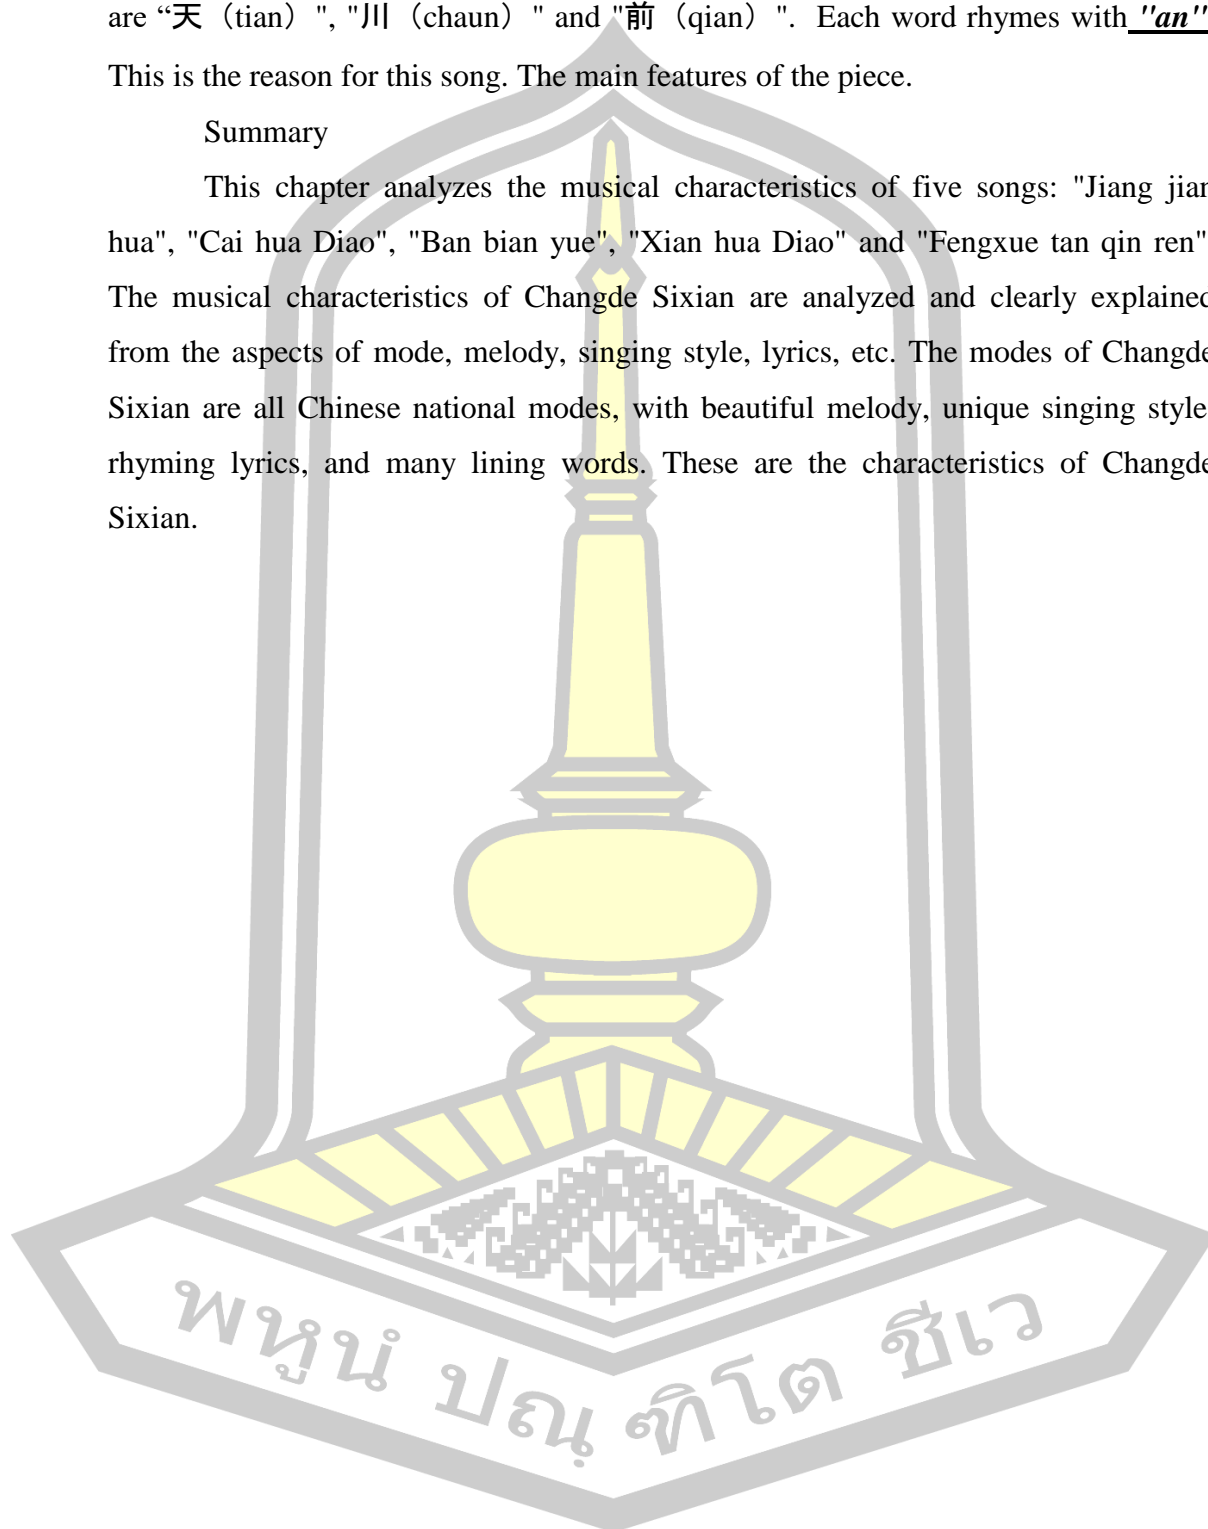 are “天（tian）", "川（chaun）" and "前（qian）". Each word rhymes with "an"
This is the reason for this song. The main features of the piece.
Summary
This chapter analyzes the musical characteristics of five songs: "Jiang jian
hua", "Cai hua Diao", "Ban bian yue", "Xian hua Diao" and "Fengxue tan qin ren"
The musical characteristics of Changde Sixian are analyzed and clearly explained
from the aspects of mode, melody, singing style, lyrics, etc. The modes of Changde
Sixian are all Chinese national modes, with beautiful melody, unique singing style
rhyming lyrics, and many lining words. These are the characteristics of Changde
Sixian.
พหูนํ ปณฺฑิโต ชีเว